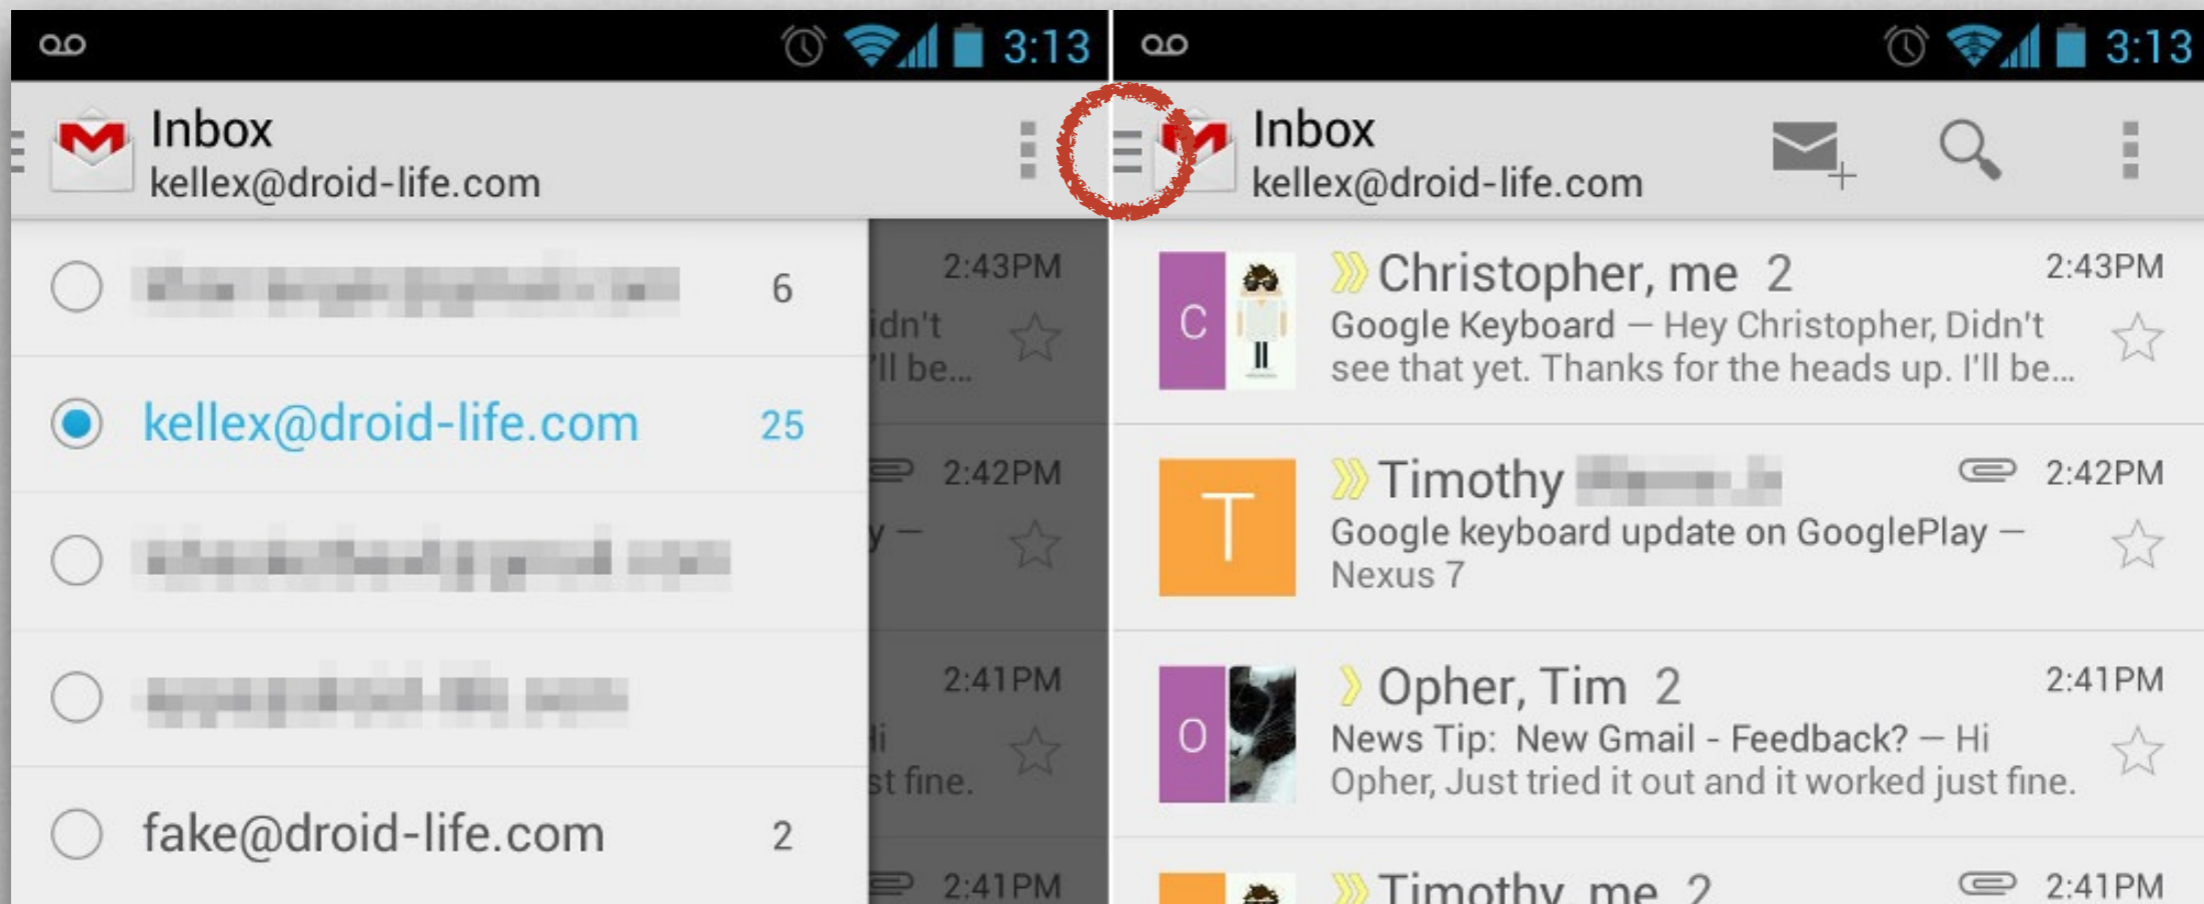 3:13
Inbox
kellex@droid-life.com
6
kellex@droid-life.com 25
fake@droid-life.com 2
2:43PM
idn't
'll be...
2:42PM
y —
2:41PM
Hi
st fine.
2:41PM
3:13
Inbox
kellex@droid-life.com
C
Christopher, me 2 2:43PM
Google Keyboard — Hey Christopher, Didn't
see that yet. Thanks for the heads up. I'll be...
T
Timothy 2:42PM
Google keyboard update on GooglePlay —
Nexus 7
O
Opher, Tim 2 2:41PM
News Tip: New Gmail - Feedback? — Hi
Opher, Just tried it out and it worked just fine.
Timothy, me 2 2:41PM